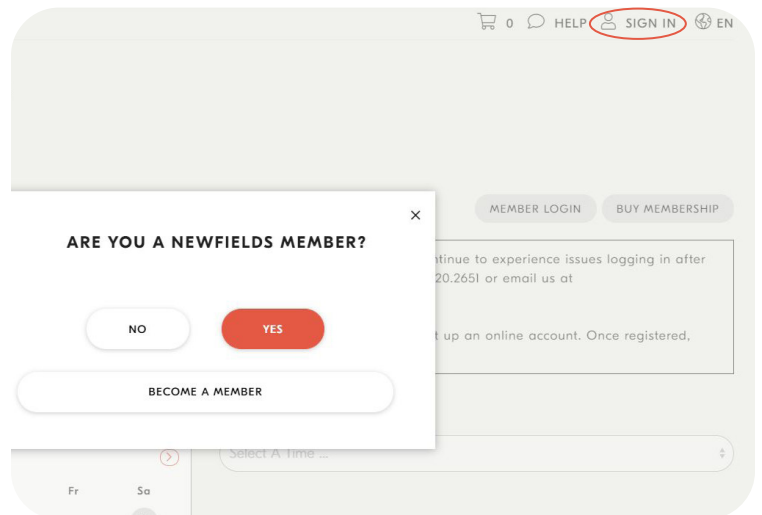 0 HELP SIGN IN EN
MEMBER LOGIN BUY MEMBERSHIP
×
ARE YOU A NEWFIELDS MEMBER?
ntinue to experience issues logging in after
20.2651 or email us at
NO YES
t up an online account. Once registered,
BECOME A MEMBER
Select A Time ...
Fr Sa